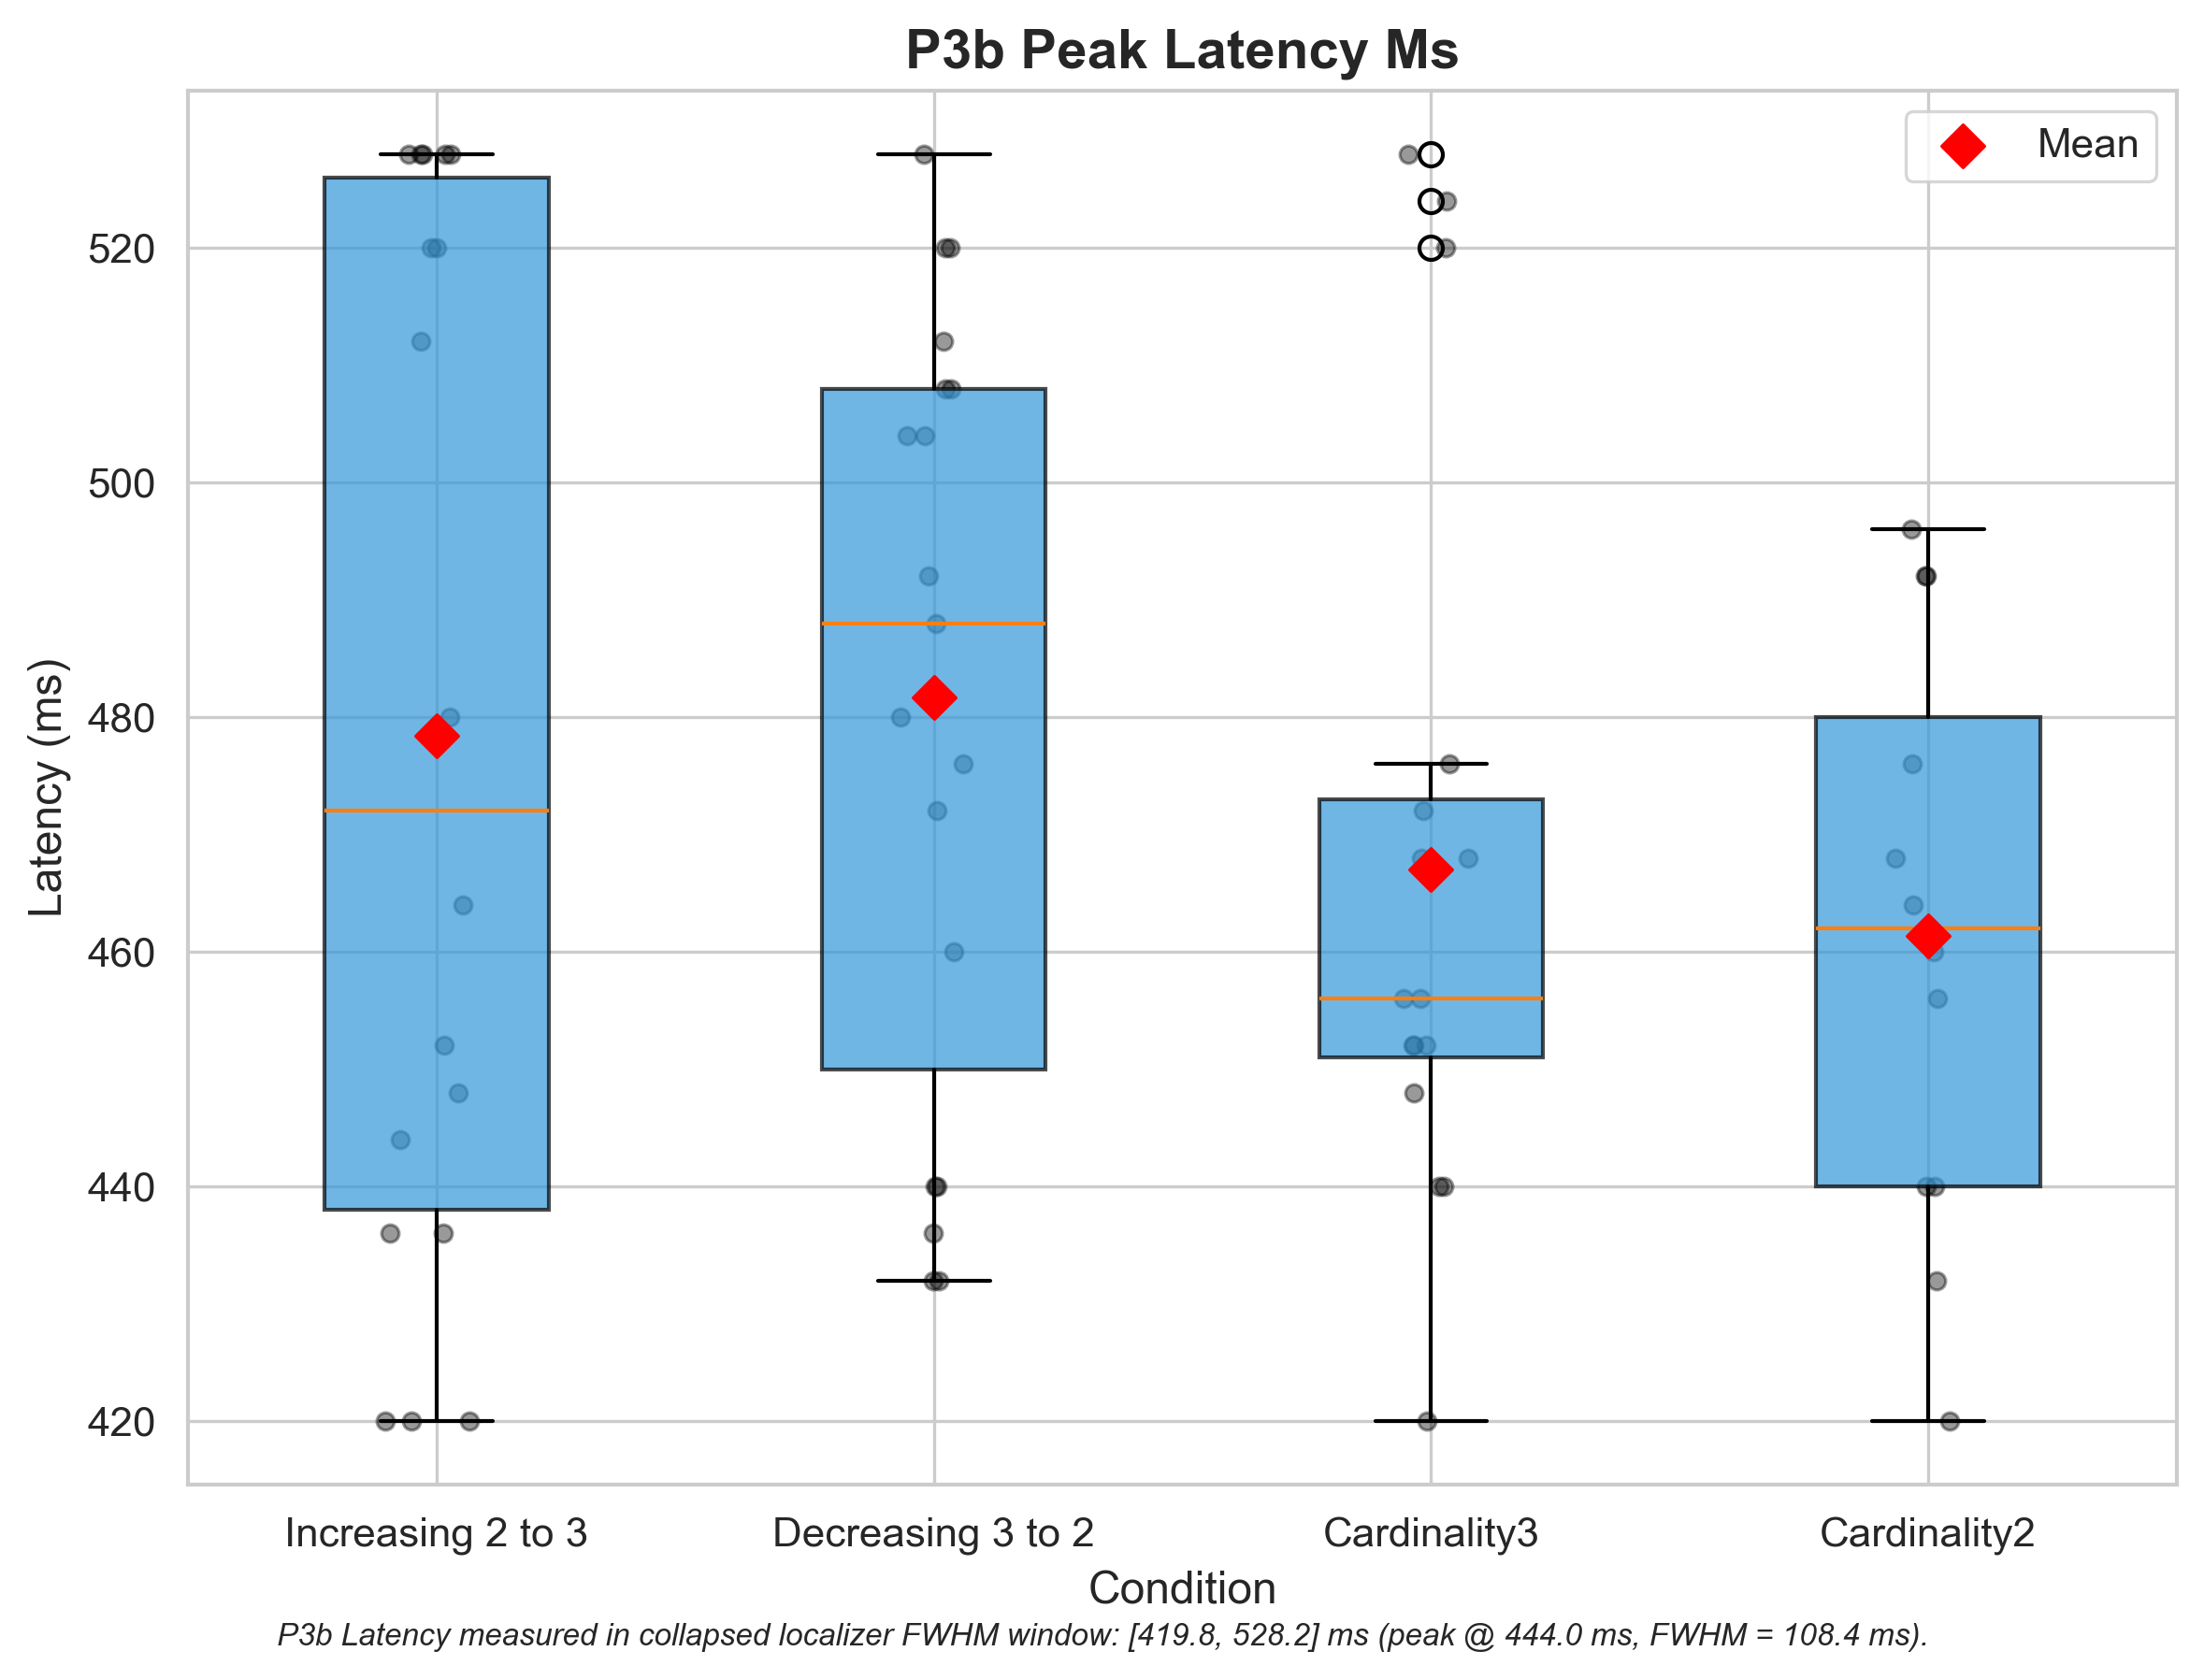 P3b Peak Latency Ms
Mean
520
500
480
460
440
420
Latency (ms)
Increasing 2 to 3
Decreasing 3 to 2
Cardinality3
Cardinality2
Condition
P3b Latency measured in collapsed localizer FWHM window: [419.8, 528.2] ms (peak @ 444.0 ms, FWHM = 108.4 ms).